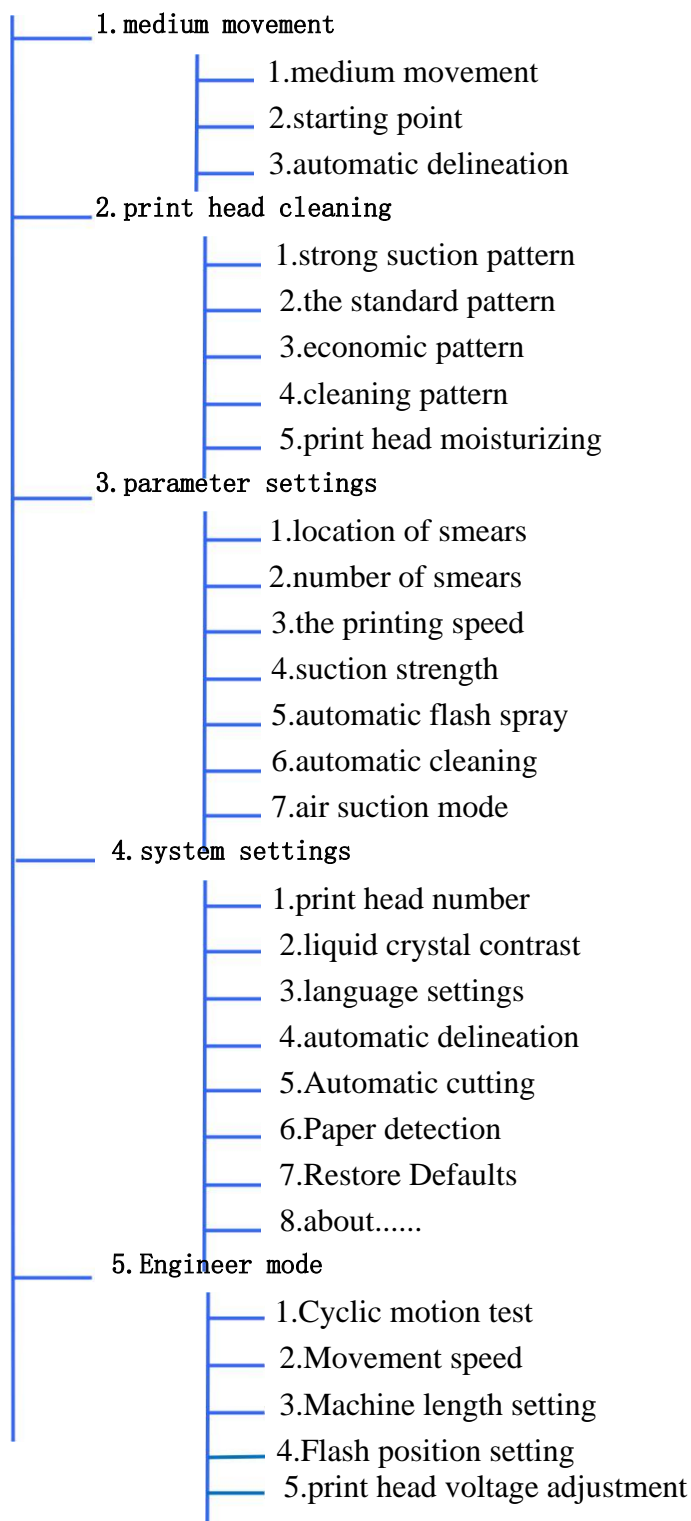 1.medium movement
1.medium movement
2.starting point
3.automatic delineation
2.print head cleaning
1.strong suction pattern
2.the standard pattern
3.economic pattern
4.cleaning pattern
5.print head moisturizing
3.parameter settings
1.location of smears
2.number of smears
3.the printing speed
4.suction strength
5.automatic flash spray
6.automatic cleaning
7.air suction mode
4.system settings
1.print head number
2.liquid crystal contrast
3.language settings
4.automatic delineation
5.Automatic cutting
6.Paper detection
7.Restore Defaults
8.about......
5.Engineer mode
1.Cyclic motion test
2.Movement speed
3.Machine length setting
4.Flash position setting
5.print head voltage adjustment